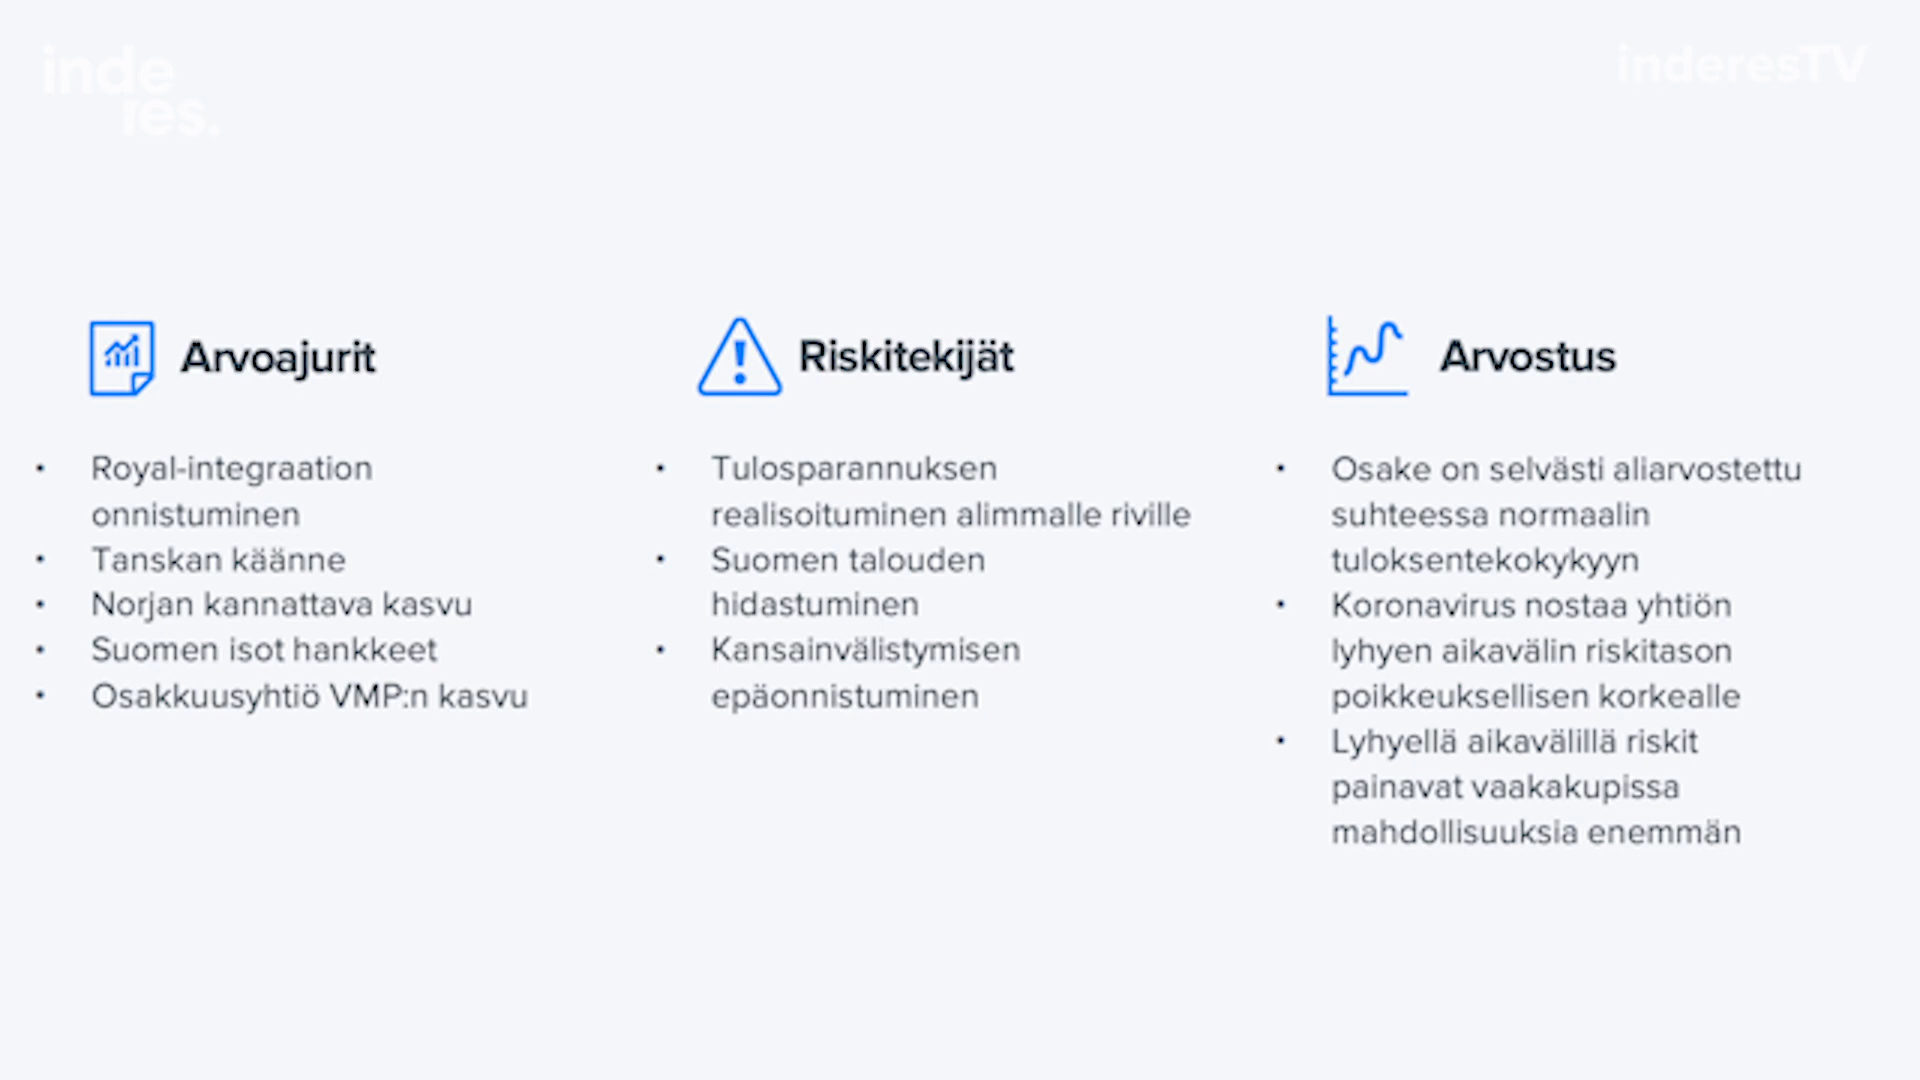 inde
res.
inderesTV
Arvoajurit
• Royal-integraation
onnistuminen
• Tanskan käänne
• Norjan kannattava kasvu
• Suomen isot hankkeet
• Osakkuusyhtiö VMP:n kasvu
Riskitekijät
• Tulosparannuksen
realisoituminen alimmalle riville
• Suomen talouden
hidastuminen
• Kansainvälistymisen
epäonnistuminen
Arvostus
• Osake on selvästi aliarvostettu
suhteessa normaalin
tuloksentekokykyyn
• Koronavirus nostaa yhtiön
lyhyen aikavälin riskitason
poikkeuksellisen korkealle
• Lyhyellä aikavälillä riskit
painavat vaakakupissa
mahdollisuuksia enemmän